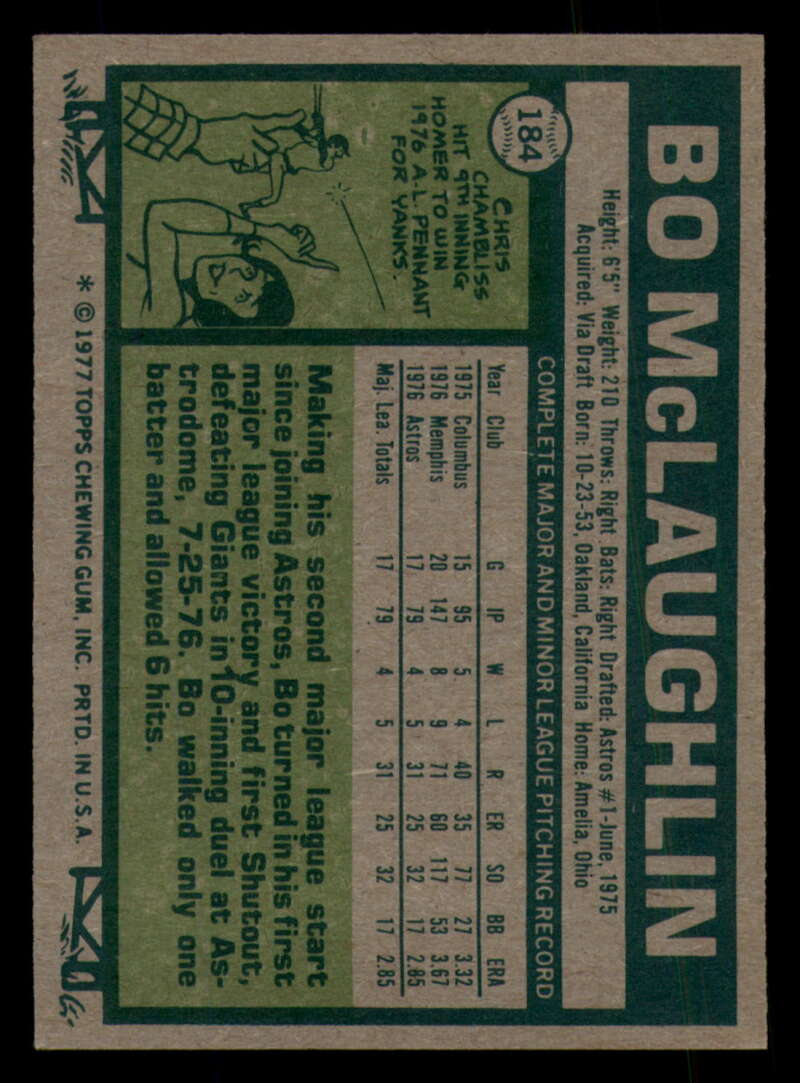 BO McLAUGHLIN
Height: 6'5" Weight: 210 Throws: Right Bats: Right Drafted: Astros #1-June, 1975
Acquired: Via Draft Born: 10-23-53, Oakland, California Home: Amelia, Ohio
184
CHRIS
CHAMBLISS
HIT 9TH INNING
HOMER TO WIN
1976 A.L. PENNANT
FOR YANKS.
COMPLETE MAJOR AND MINOR LEAGUE PITCHING RECORD
Year Club G IP W L R ER SO BB ERA
1975 Columbus 15 95 5 4 40 35 77 27 3.32
1976 Memphis 20 147 8 9 71 60 117 53 3.67
1976 Astros 17 79 4 5 31 25 32 17 2.85
Maj. Lea. Totals 17 79 4 5 31 25 32 17 2.85
Making his second major league start
since joining Astros, Bo turned in his first
major league victory and first Shutout,
defeating Giants in 10-inning duel at As-
trodome, 7-25-76. Bo walked only one
batter and allowed 6 hits.
* © 1977 TOPPS CHEWING GUM, INC. PRTD. IN U.S.A.